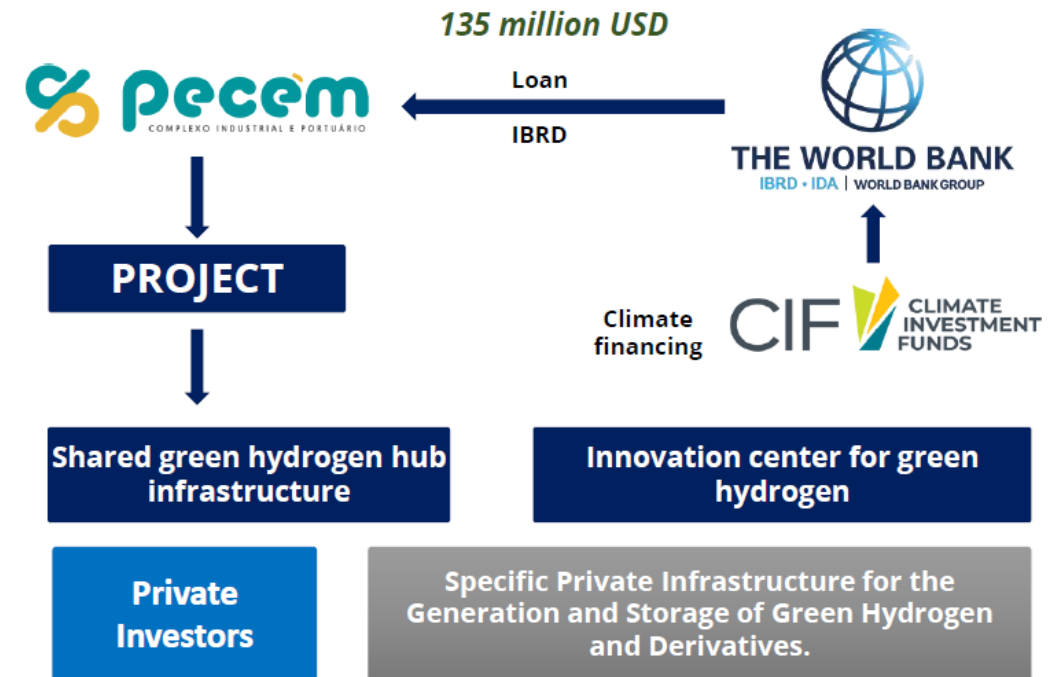 135 million USD
pecém
COMPLEXO INDUSTRIAL E PORTUÁRIO
Loan
IBRD
THE WORLD BANK
IBRD • IDA | WORLD BANK GROUP
PROJECT
Climate
financing
CIF
CLIMATE
INVESTMENT
FUNDS
Shared green hydrogen hub
infrastructure
Innovation center for green
hydrogen
Private
Investors
Specific Private Infrastructure for the
Generation and Storage of Green Hydrogen
and Derivatives.